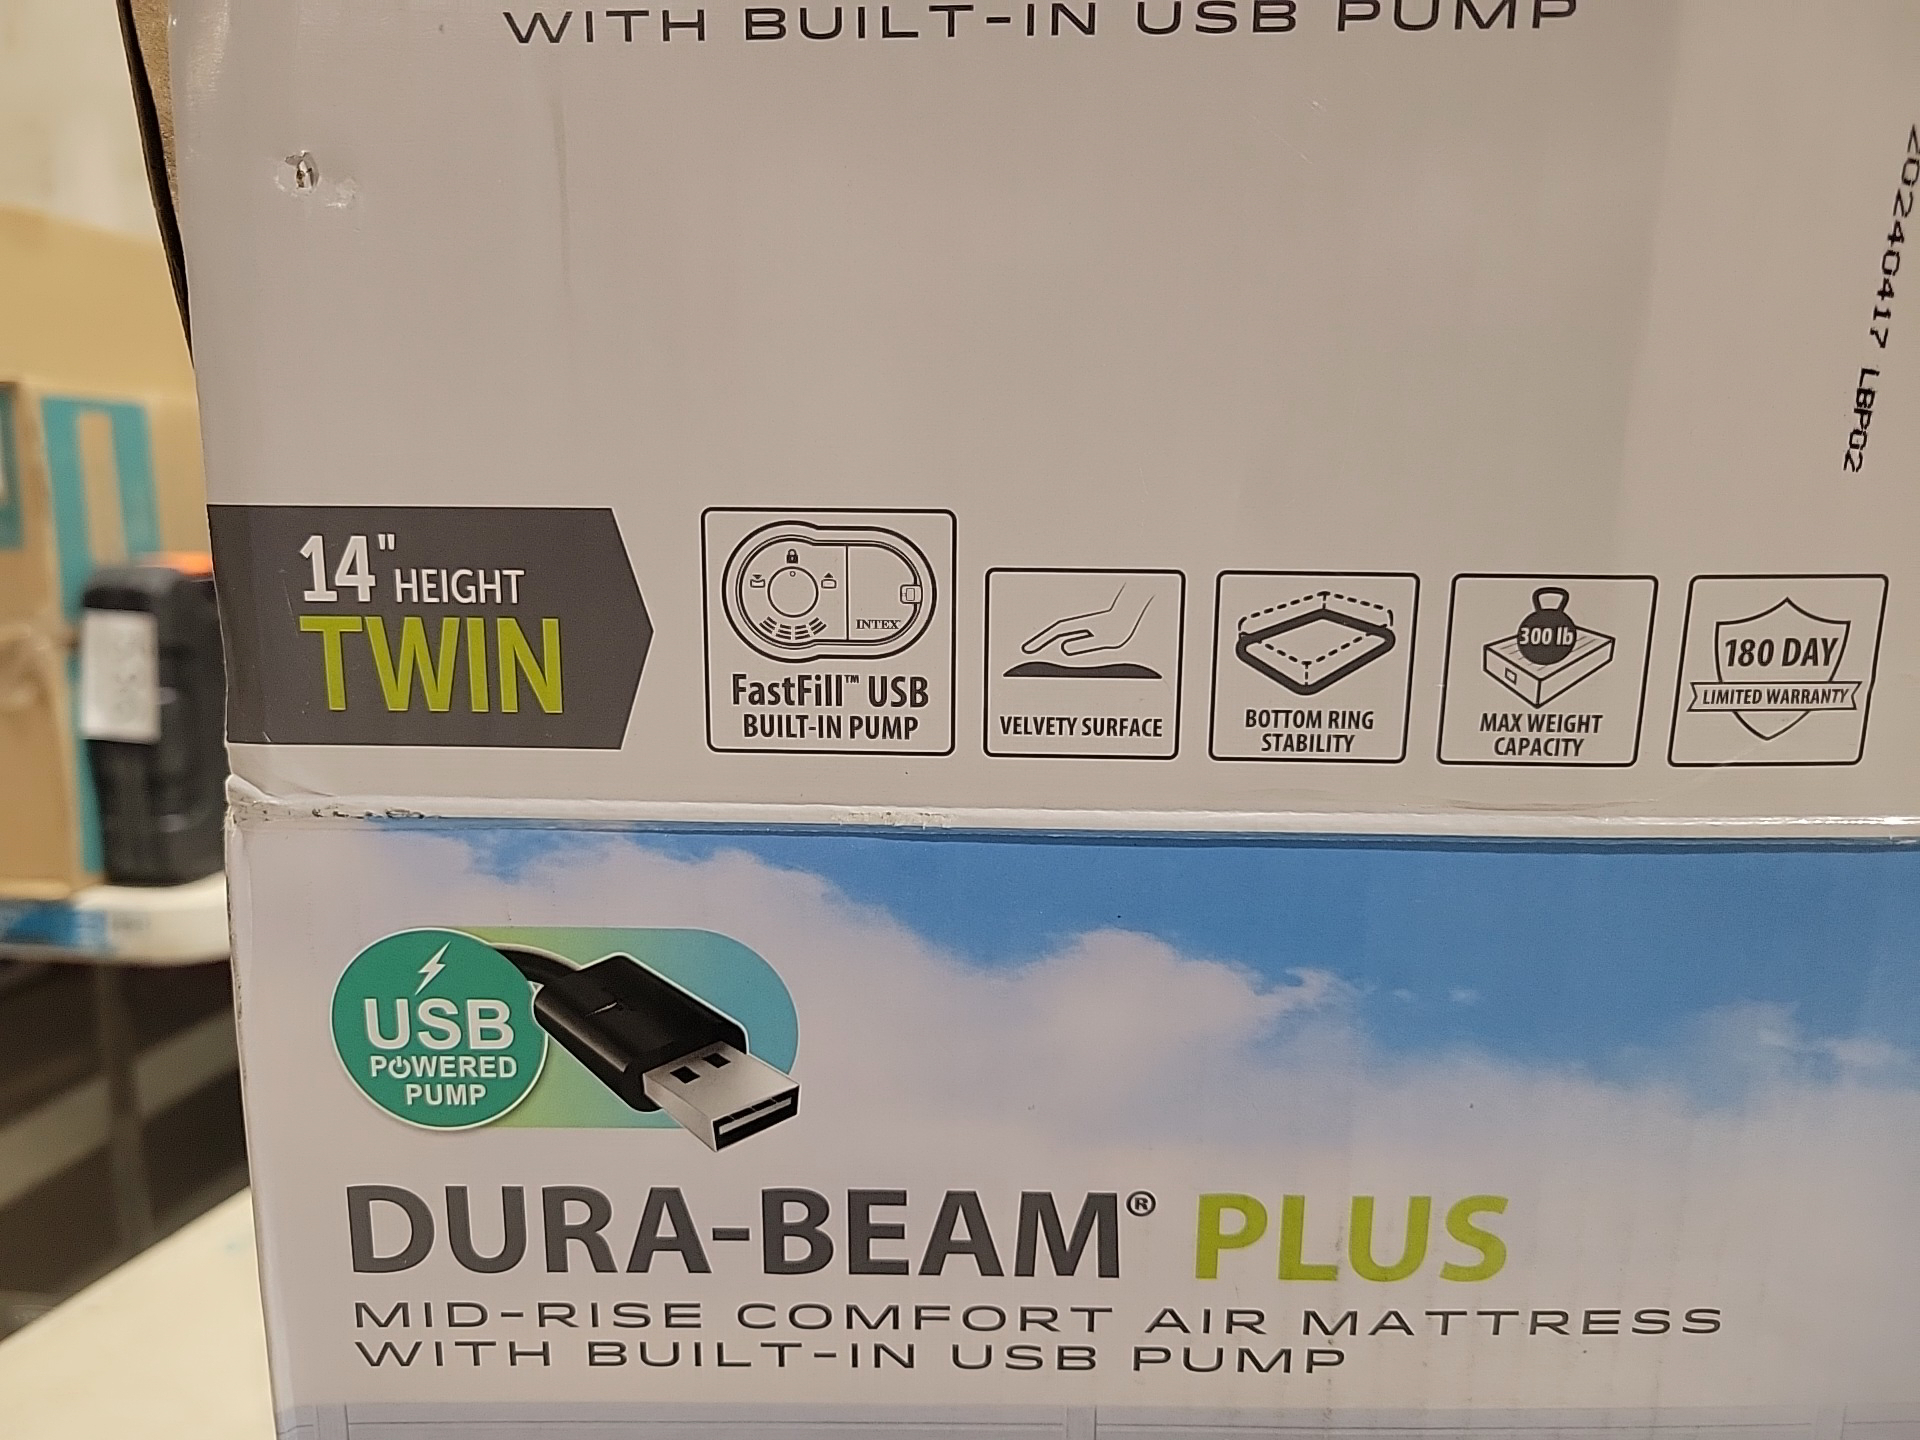 WITH BUILT-IN USB PUMP
20240417 LBP02
14" HEIGHT
TWIN
INTEX
FastFill™ USB
BUILT-IN PUMP
VELVETY SURFACE
BOTTOM RING
STABILITY
300 lb
MAX WEIGHT
CAPACITY
180 DAY
LIMITED WARRANTY
USB
POWERED
PUMP
DURA-BEAM® PLUS
MID-RISE COMFORT AIR MATTRESS
WITH BUILT-IN USB PUMP